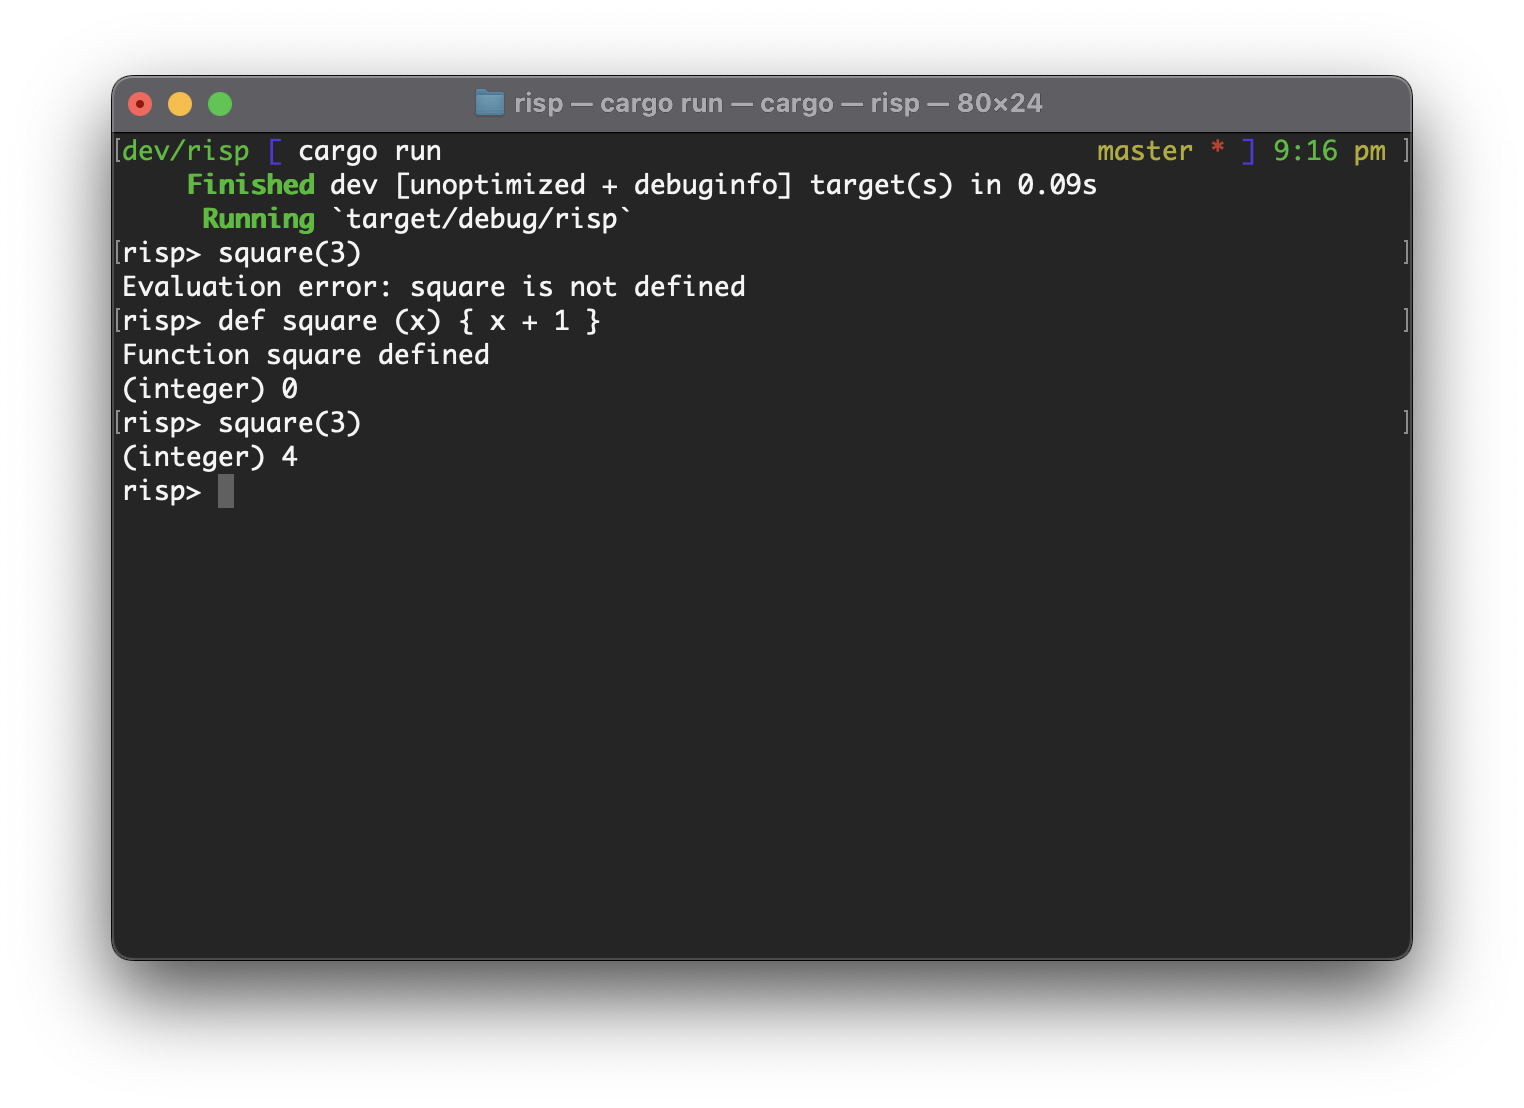 risp — cargo run — cargo — risp — 80×24
[dev/risp [ cargo run master * ] 9:16 pm ]
Finished dev [unoptimized + debuginfo] target(s) in 0.09s
Running `target/debug/risp`
[risp> square(3) ]
Evaluation error: square is not defined
[risp> def square (x) { x + 1 } ]
Function square defined
(integer) 0
[risp> square(3) ]
(integer) 4
risp>